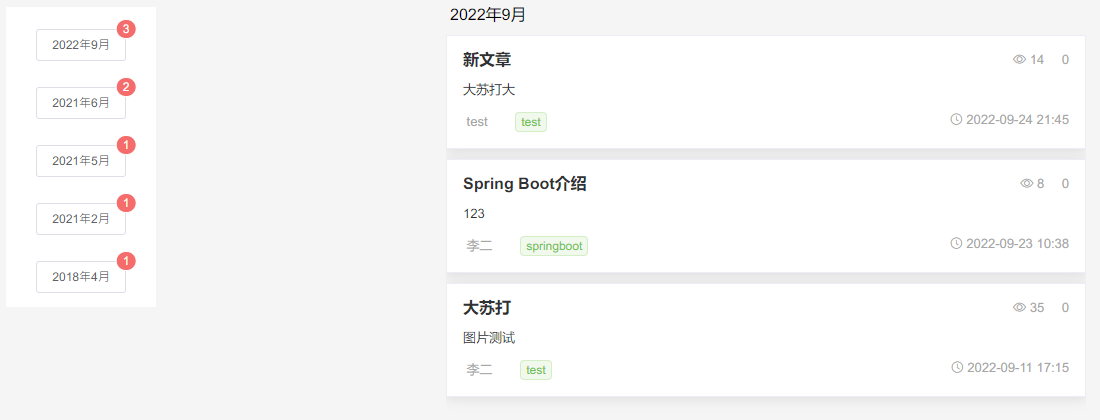 3
2022年9月
2
2021年6月
1
2021年5月
1
2021年2月
1
2018年4月
2022年9月
新文章 14 0
大苏打大
test test 2022-09-24 21:45
Spring Boot介绍 8 0
123
李二 springboot 2022-09-23 10:38
大苏打 35 0
图片测试
李二 test 2022-09-11 17:15